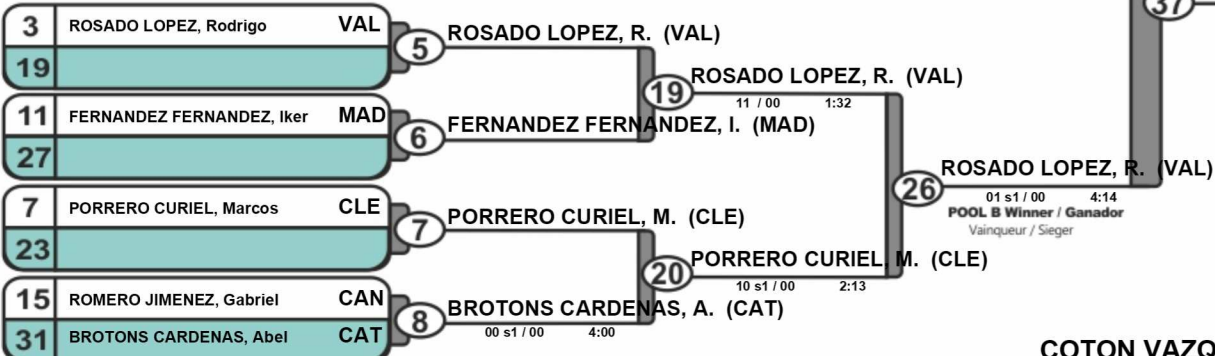 37
3 ROSADO LOPEZ, Rodrigo VAL
5 ROSADO LOPEZ, R. (VAL)
19
19 ROSADO LOPEZ, R. (VAL)
11 / 00 1:32
11 FERNANDEZ FERNANDEZ, Iker MAD
6 FERNANDEZ FERNANDEZ, I. (MAD)
27
26 ROSADO LOPEZ, R. (VAL)
01 s1 / 00 4:14
POOL B Winner / Ganador
Vainqueur / Sieger
7 PORRERO CURIEL, Marcos CLE
7 PORRERO CURIEL, M. (CLE)
23
20 PORRERO CURIEL, M. (CLE)
10 s1 / 00 2:13
15 ROMERO JIMENEZ, Gabriel CAN
8 BROTONS CARDENAS, A. (CAT)
00 s1 / 00 4:00
31 BROTONS CARDENAS, Abel CAT
COTON VAZQ